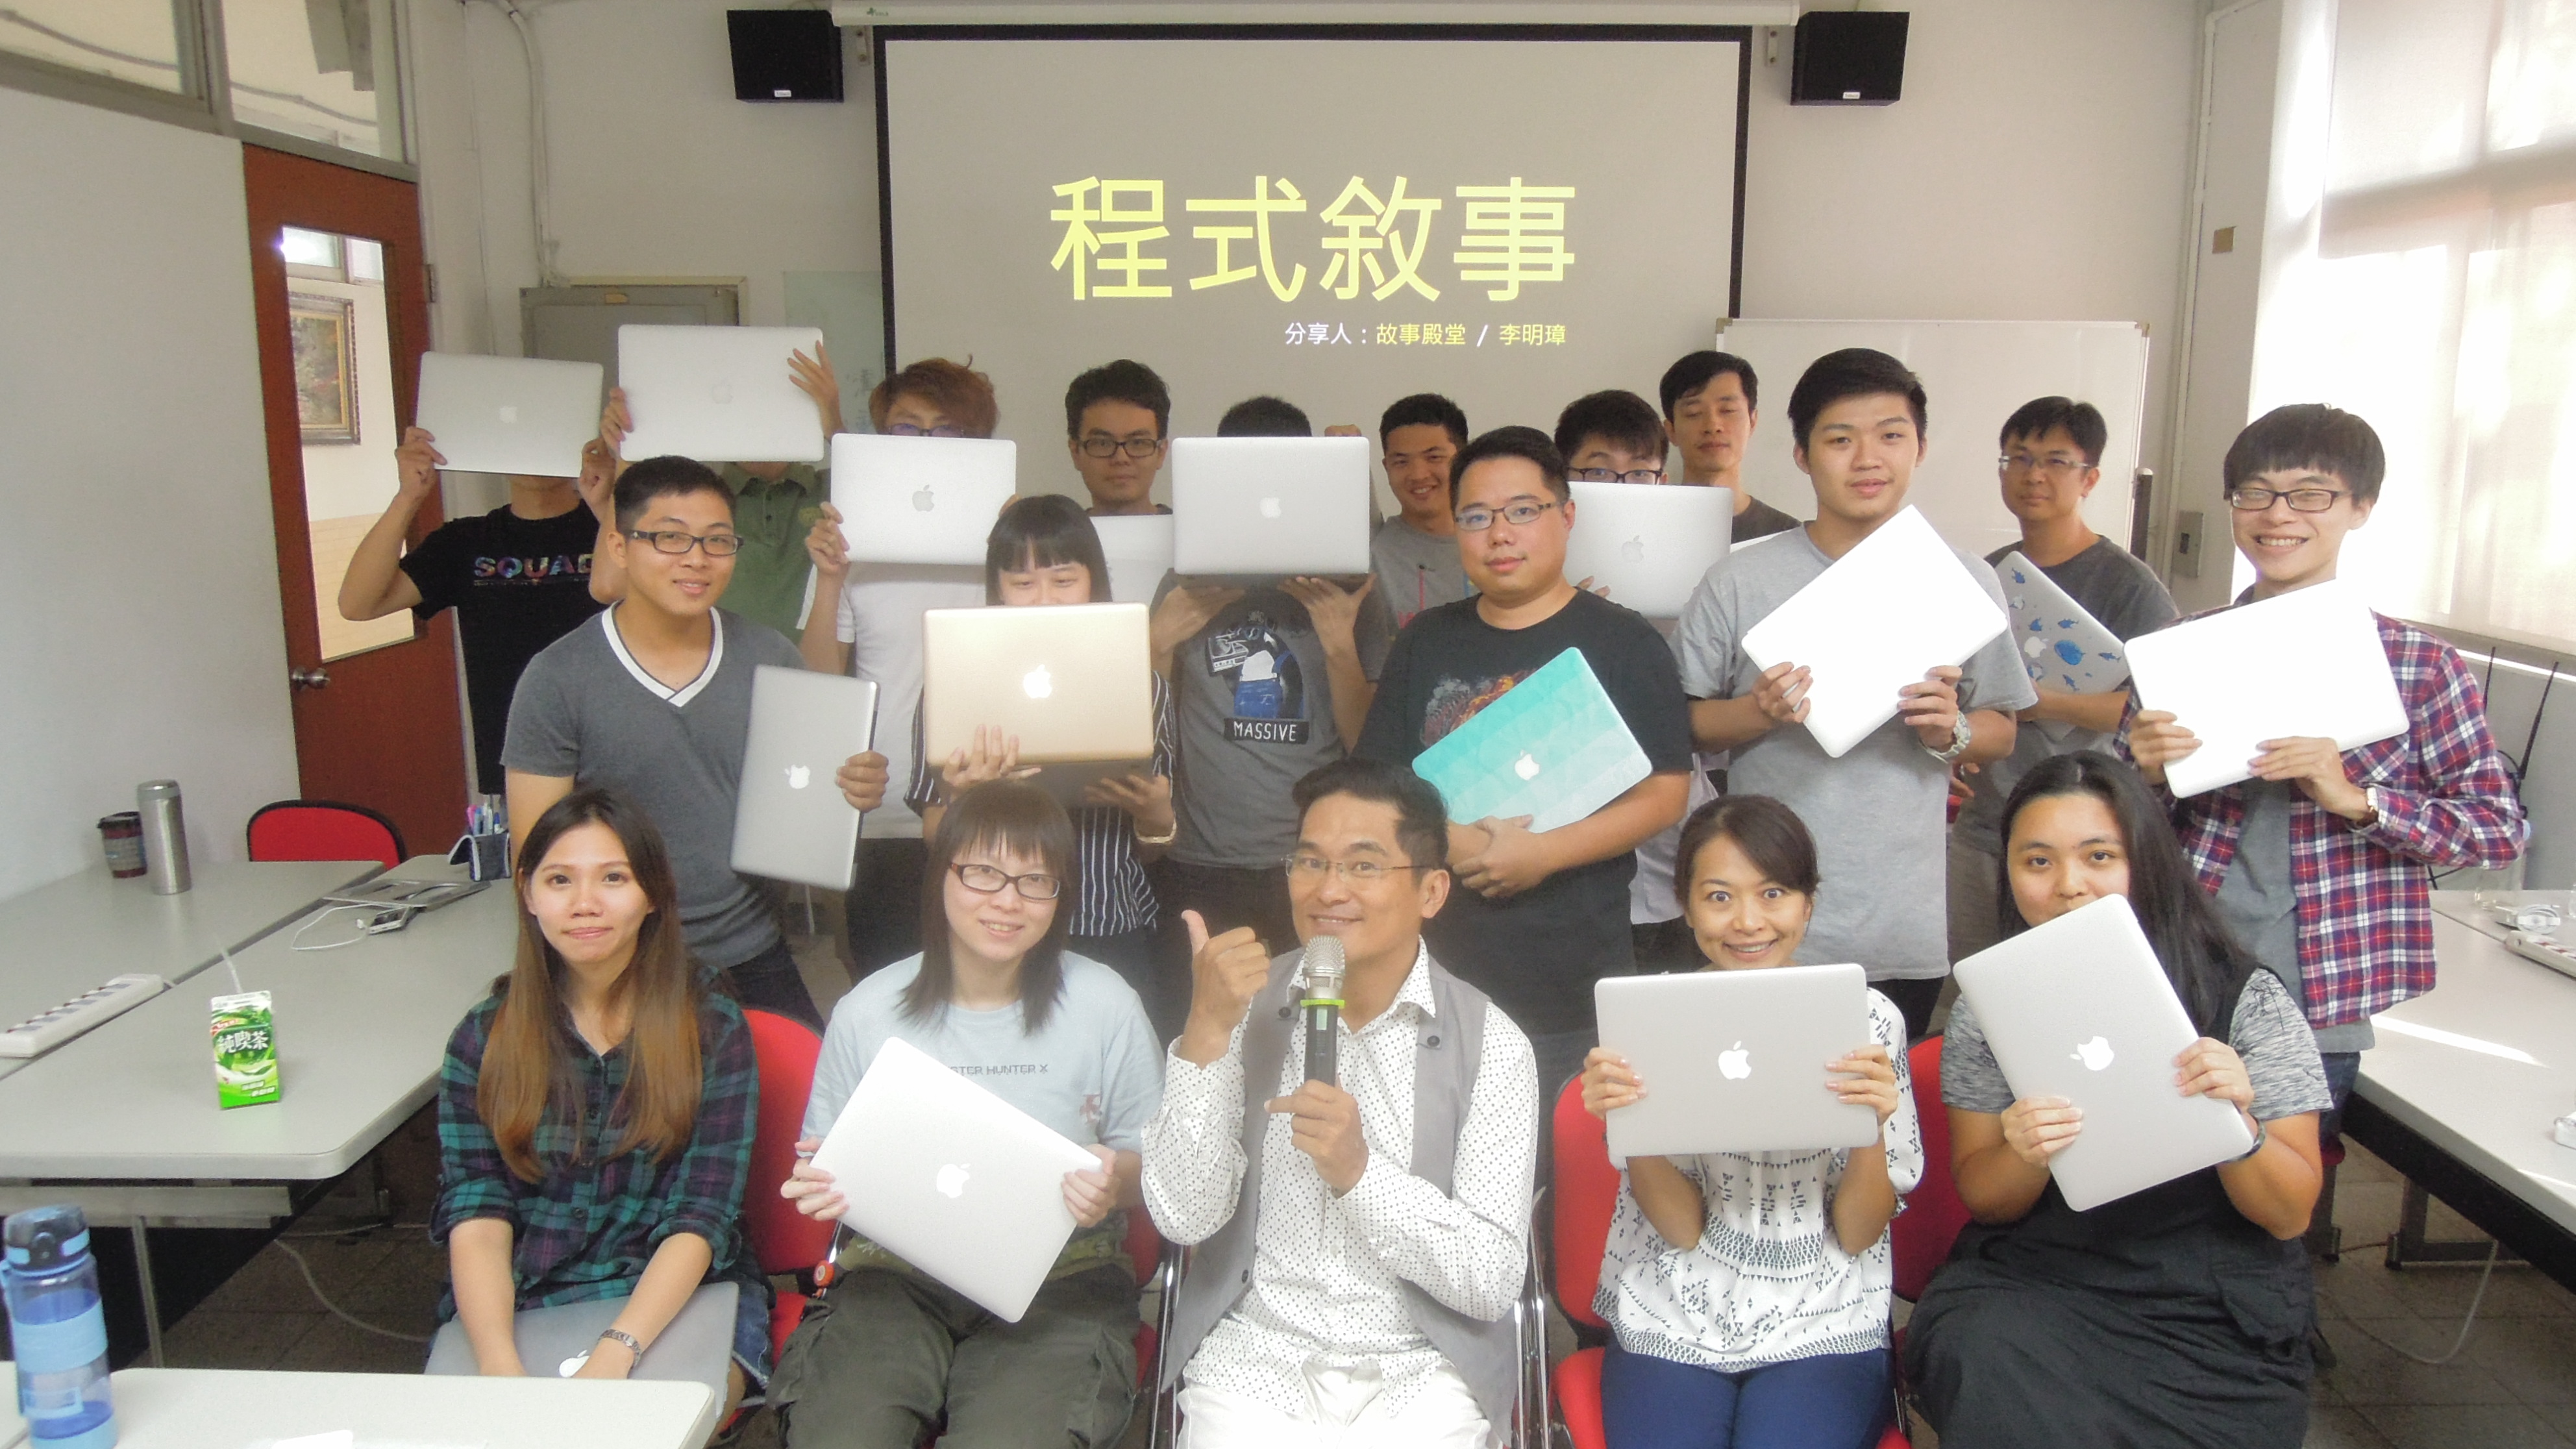 程式敘事
分享人：故事殿堂 / 李明璋
SQUAD
MASSIVE
STER HUNTER X
純喫茶